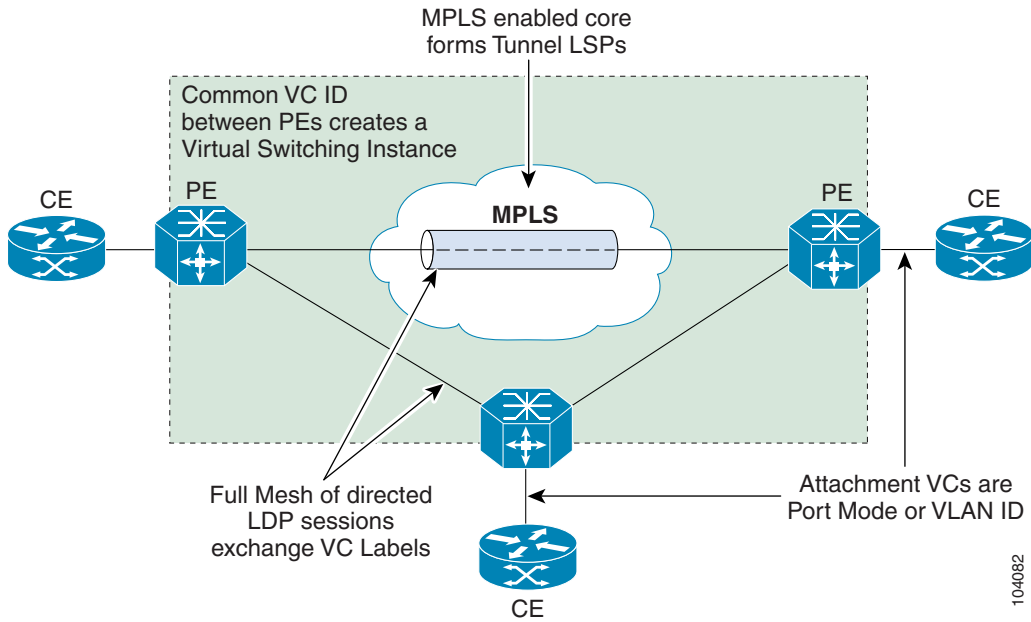 MPLS enabled core
forms Tunnel LSPs
Common VC ID
between PEs creates a
Virtual Switching Instance
CE
PE
MPLS
PE
CE
Full Mesh of directed
LDP sessions
exchange VC Labels
Attachment VCs are
Port Mode or VLAN ID
CE
104082